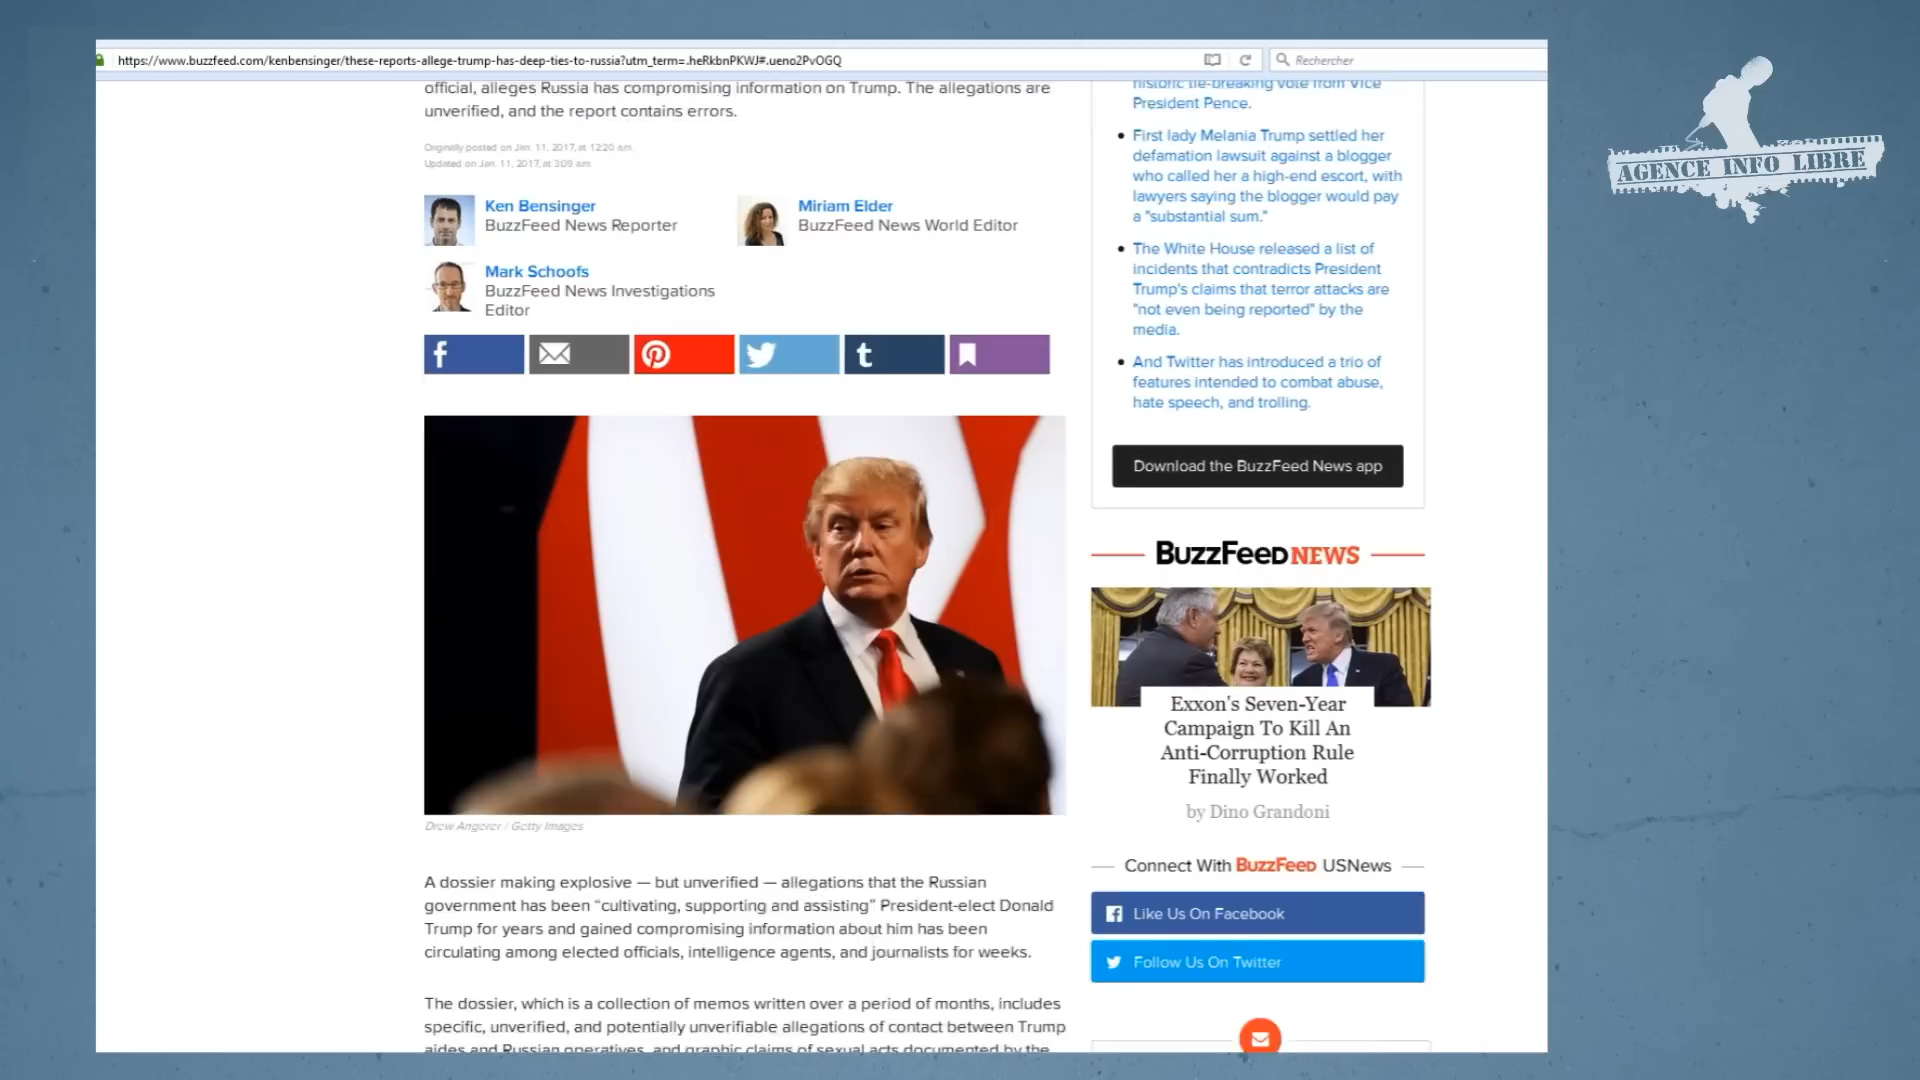 https://www.buzzfeed.com/kenbensinger/these-reports-allege-trump-has-deep-ties-to-russia?utm_term=.heRkbnPKWJ#.ueno2PvOGQ
Rechercher
official, alleges Russia has compromising information on Trump. The allegations are
unverified, and the report contains errors.
Originally posted on Jan. 11, 2017, at 12:20 am.
Updated on Jan. 11, 2017, at 3:09 am.
Ken Bensinger
BuzzFeed News Reporter
Miriam Elder
BuzzFeed News World Editor
Mark Schoofs
BuzzFeed News Investigations
Editor
Drew Angerer / Getty Images
A dossier making explosive — but unverified — allegations that the Russian
government has been “cultivating, supporting and assisting” President-elect Donald
Trump for years and gained compromising information about him has been
circulating among elected officials, intelligence agents, and journalists for weeks.
The dossier, which is a collection of memos written over a period of months, includes
specific, unverified, and potentially unverifiable allegations of contact between Trump
aides and Russian operatives, and graphic claims of sexual acts documented by the
historic tie-breaking vote from Vice
President Pence.
First lady Melania Trump settled her
defamation lawsuit against a blogger
who called her a high-end escort, with
lawyers saying the blogger would pay
a "substantial sum."
The White House released a list of
incidents that contradicts President
Trump's claims that terror attacks are
"not even being reported" by the
media.
And Twitter has introduced a trio of
features intended to combat abuse,
hate speech, and trolling.
Download the BuzzFeed News app
BuzzFeed NEWS
Exxon's Seven-Year
Campaign To Kill An
Anti-Corruption Rule
Finally Worked
by Dino Grandoni
Connect With BuzzFeed USNews
Like Us On Facebook
Follow Us On Twitter
AGENCE INFO LIBRE